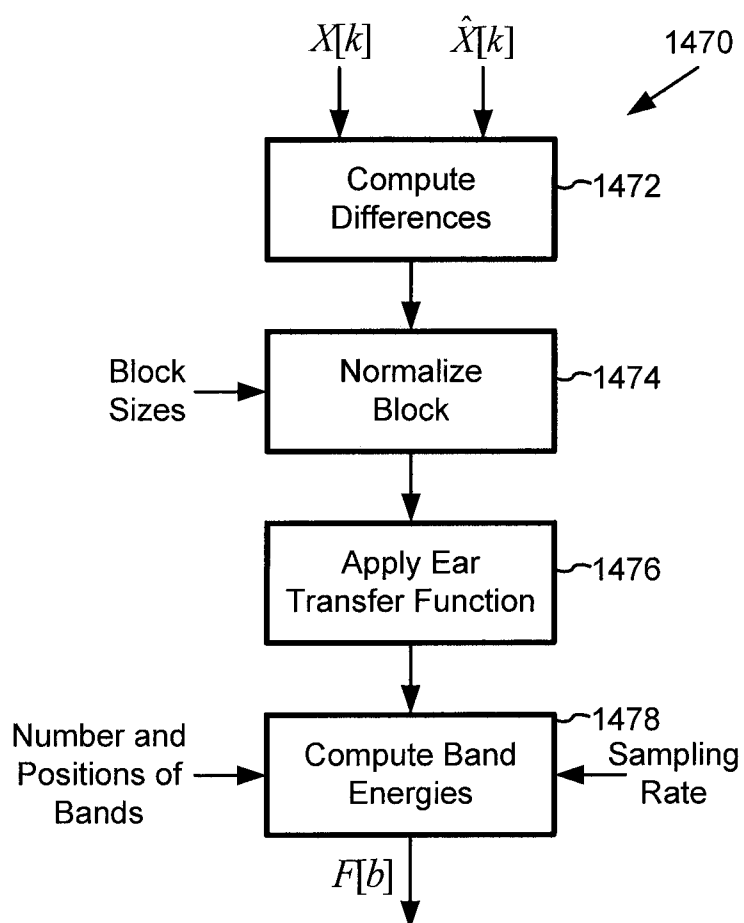 X[k]
X̂[k]
1470
Compute
Differences
1472
Block
Sizes
Normalize
Block
1474
Apply Ear
Transfer Function
1476
Number and
Positions of
Bands
Compute Band
Energies
1478
Sampling
Rate
F[b]